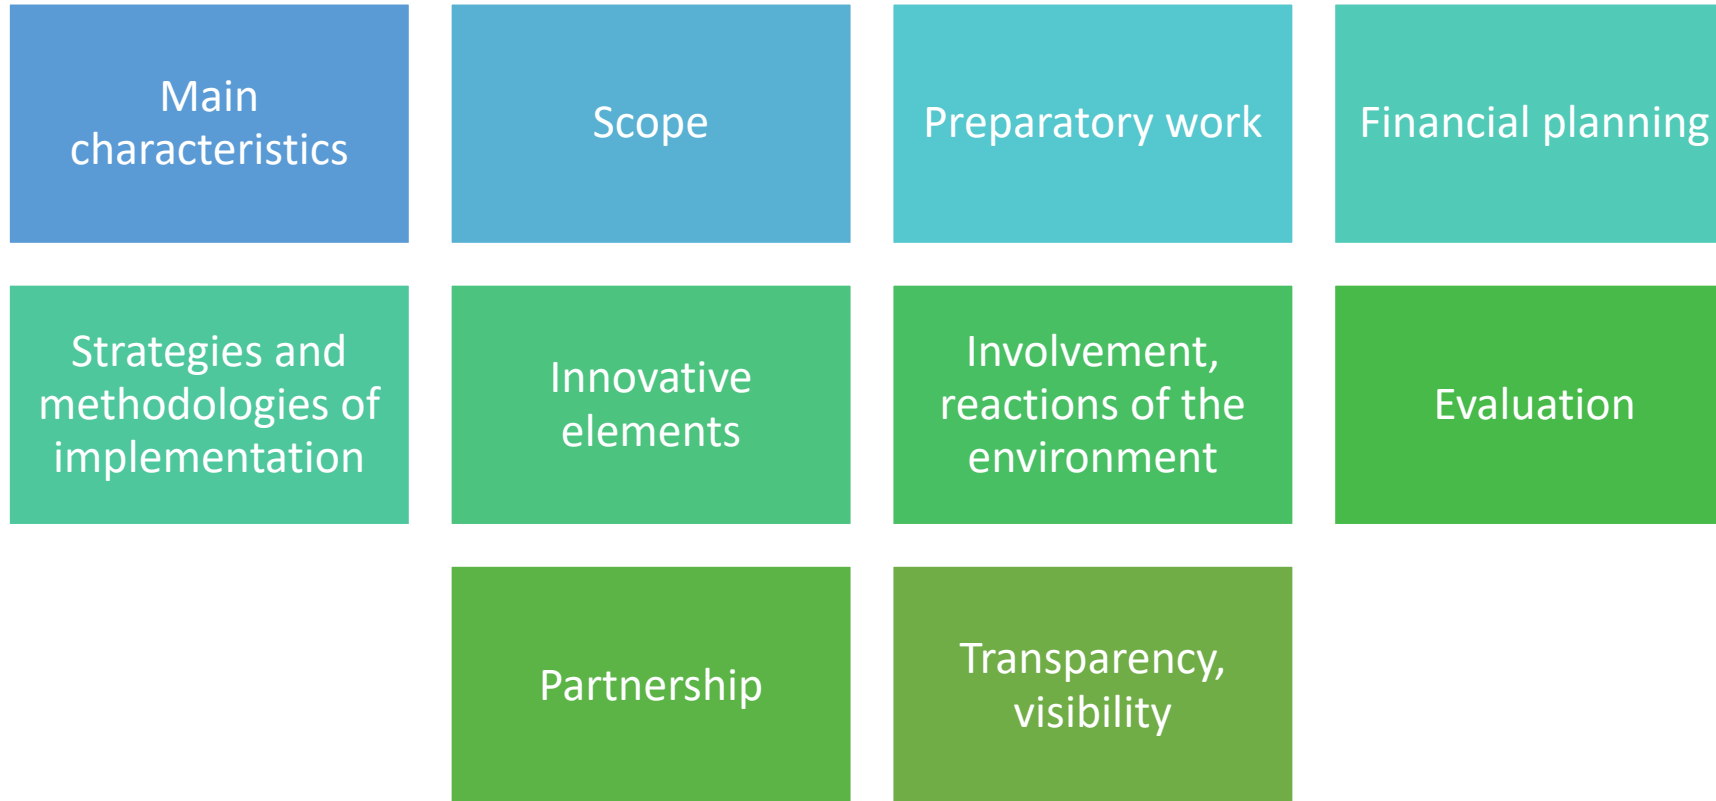 Main
characteristics
Scope
Preparatory work
Financial planning
Strategies and
methodologies of
implementation
Innovative
elements
Involvement,
reactions of the
environment
Evaluation
Partnership
Transparency,
visibility